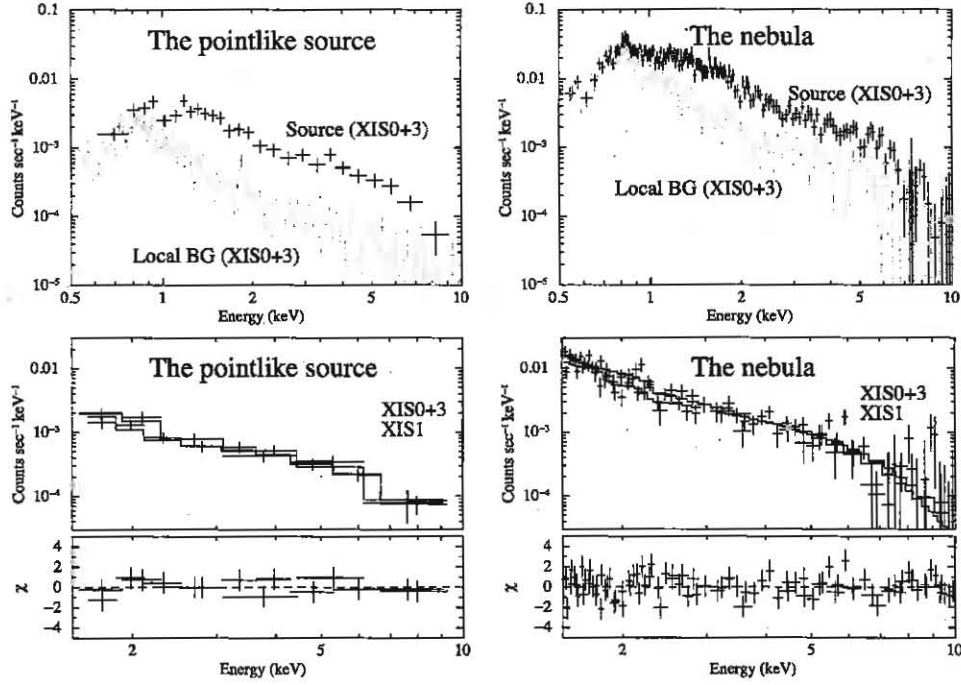 The pointlike source
Source (XIS0+3)
Local BG (XIS0+3)
Counts sec⁻¹ keV⁻¹
0.1
0.01
10⁻³
10⁻⁴
10⁻⁵
0.5 1 2 5 10
Energy (keV)
The nebula
Source (XIS0+3)
Local BG (XIS0+3)
Counts sec⁻¹ keV⁻¹
0.1
0.01
10⁻³
10⁻⁴
10⁻⁵
0.5 1 2 5 10
Energy (keV)
The pointlike source
XIS0+3
XIS1
Counts sec⁻¹ keV⁻¹
0.01
10⁻³
10⁻⁴
χ
4
2
0
−2
−4
2 5 10
Energy (keV)
The nebula
XIS0+3
XIS1
Counts sec⁻¹ keV⁻¹
0.01
10⁻³
10⁻⁴
χ
4
2
0
−2
−4
2 5 10
Energy (keV)